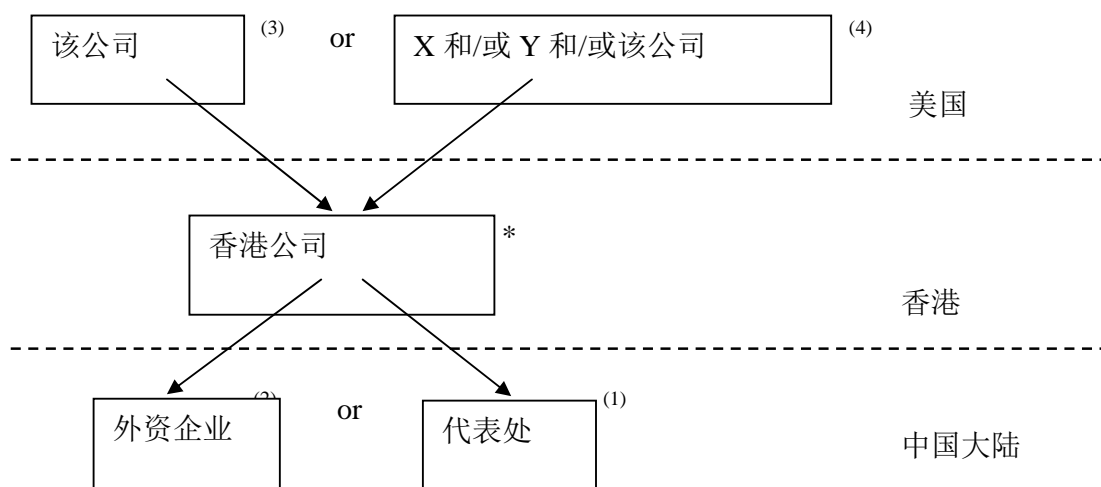 该公司 (3) or X 和/或 Y 和/或该公司 (4)
美国
香港公司 *
香港
外资企业 (2) or 代表处 (1)
中国大陆